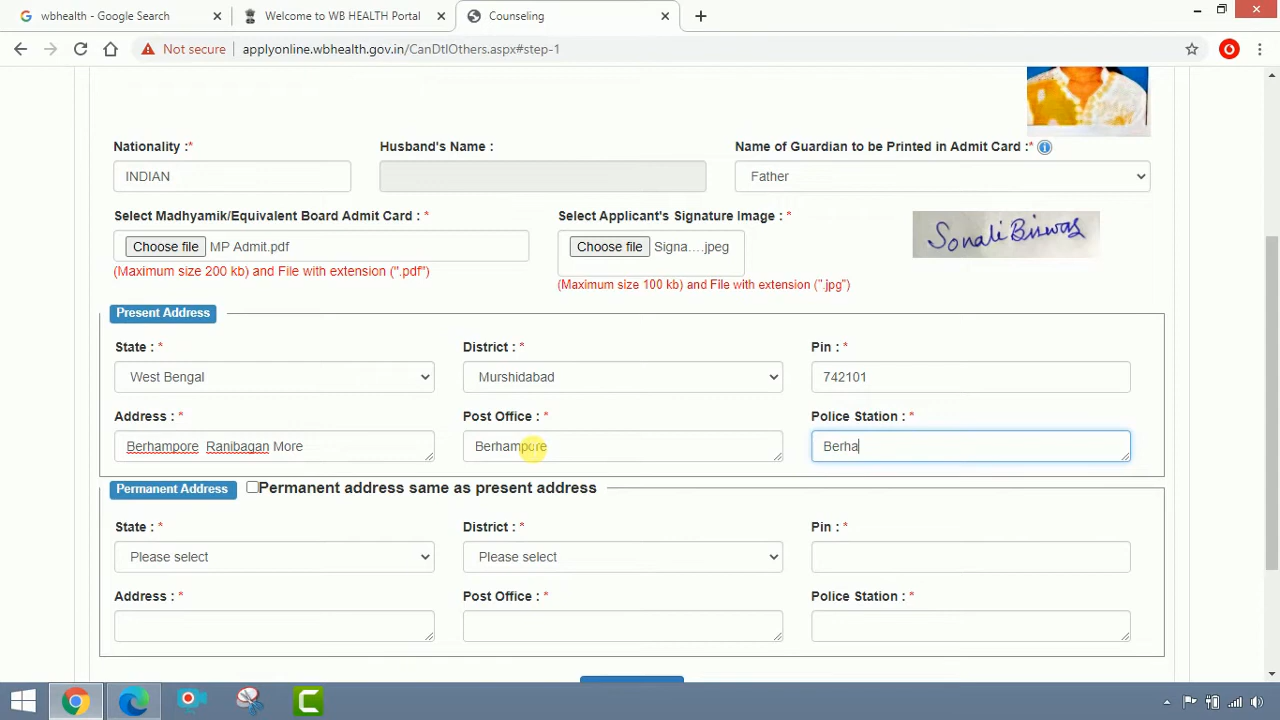 wbhealth - Google Search
Welcome to WB HEALTH Portal
Counseling
Not secure applyonline.wbhealth.gov.in/CanDtlOthers.aspx#step-1
Nationality :* Husband's Name : Name of Guardian to be Printed in Admit Card :*
INDIAN Father
Select Madhyamik/Equivalent Board Admit Card : * Select Applicant's Signature Image : *
Choose file MP Admit.pdf Choose file Signa....jpeg Sonali Biswas
(Maximum size 200 kb) and File with extension (".pdf")
(Maximum size 100 kb) and File with extension (".jpg")
Present Address
State : * District : * Pin : *
West Bengal Murshidabad 742101
Address : * Post Office : * Police Station : *
Berhampore Ranibagan More Berhampore Berha
Permanent Address Permanent address same as present address
State : * District : * Pin : *
Please select Please select
Address : * Post Office : * Police Station : *